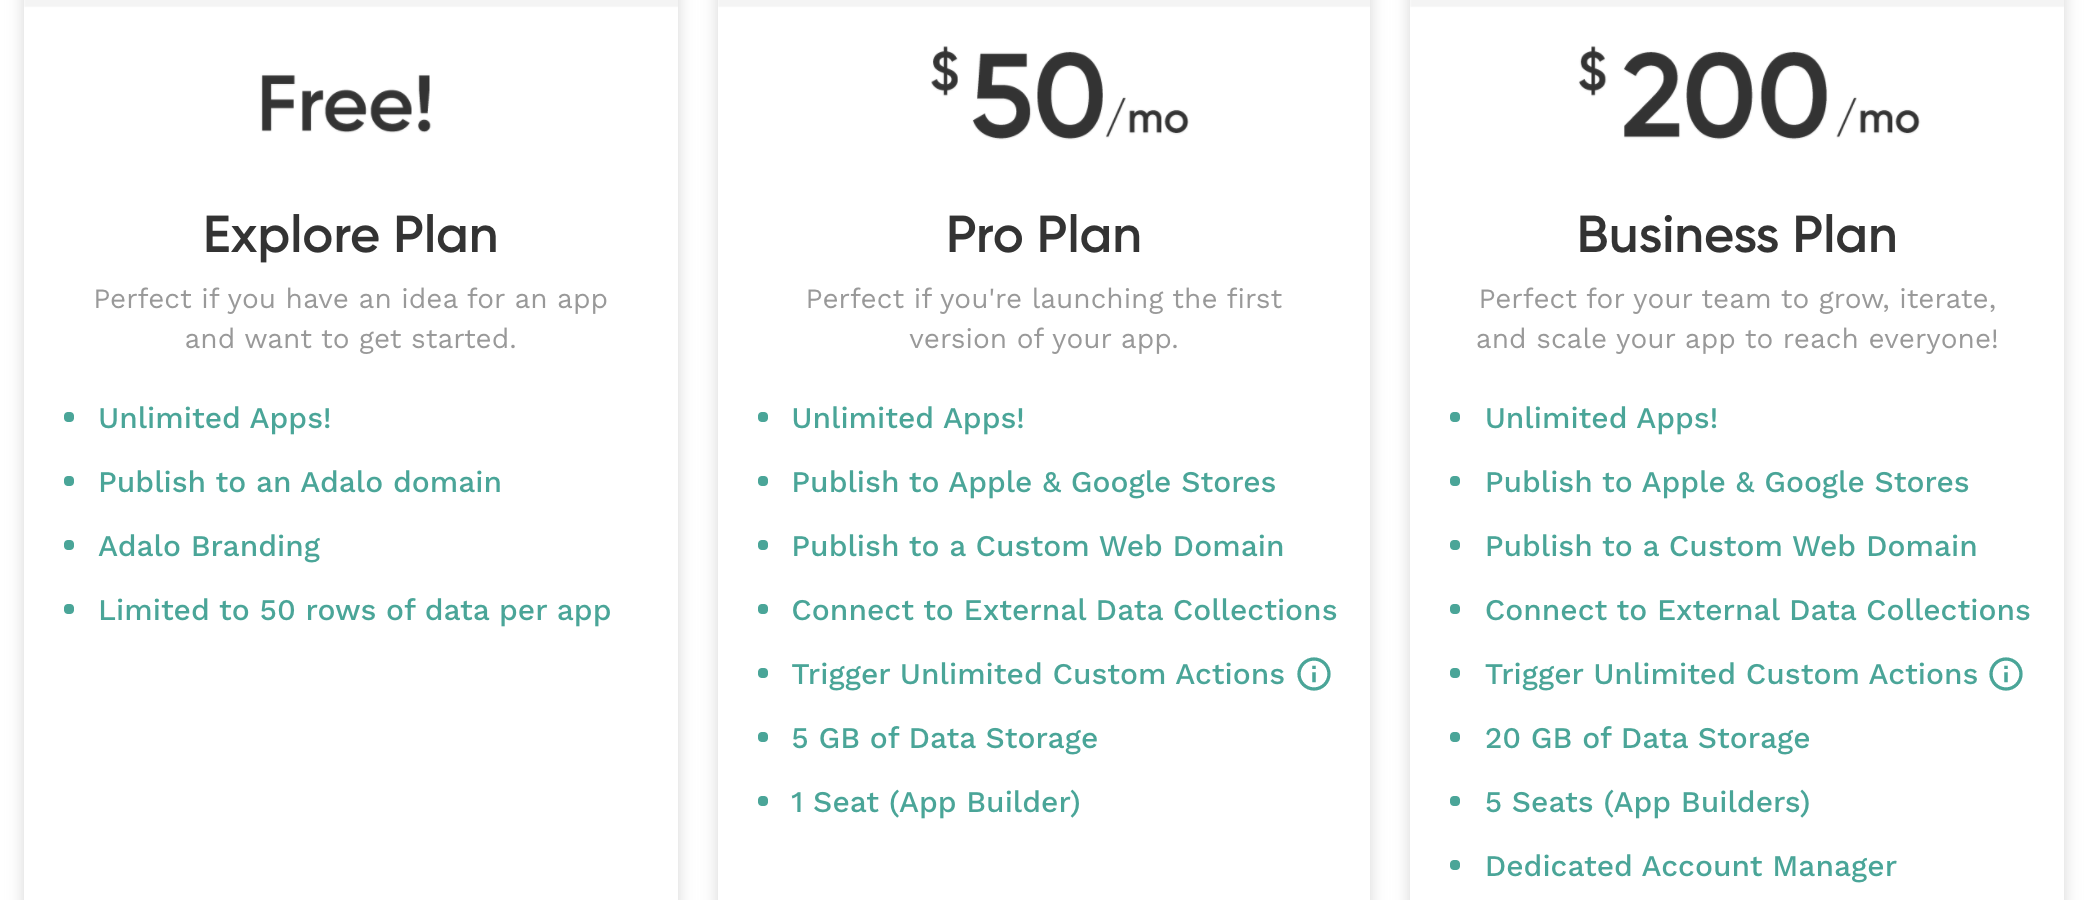 Free!
Explore Plan
Perfect if you have an idea for an app
and want to get started.
Unlimited Apps!
Publish to an Adalo domain
Adalo Branding
Limited to 50 rows of data per app
$50/mo
Pro Plan
Perfect if you're launching the first
version of your app.
Unlimited Apps!
Publish to Apple & Google Stores
Publish to a Custom Web Domain
Connect to External Data Collections
Trigger Unlimited Custom Actions
5 GB of Data Storage
1 Seat (App Builder)
$200/mo
Business Plan
Perfect for your team to grow, iterate,
and scale your app to reach everyone!
Unlimited Apps!
Publish to Apple & Google Stores
Publish to a Custom Web Domain
Connect to External Data Collections
Trigger Unlimited Custom Actions
20 GB of Data Storage
5 Seats (App Builders)
Dedicated Account Manager